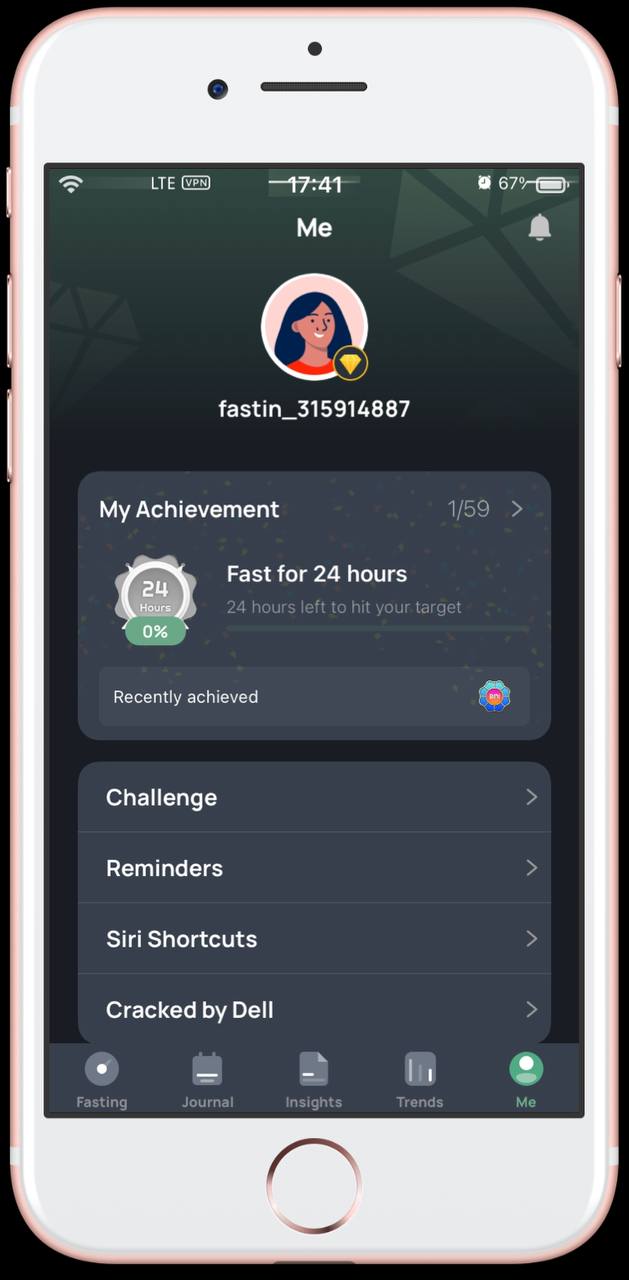 LTE VPN 17:41 67%
Me
fastin_315914887
My Achievement 1/59
24
Hours
0%
Fast for 24 hours
24 hours left to hit your target
Recently achieved
Challenge
Reminders
Siri Shortcuts
Cracked by Dell
Fasting Journal Insights Trends Me